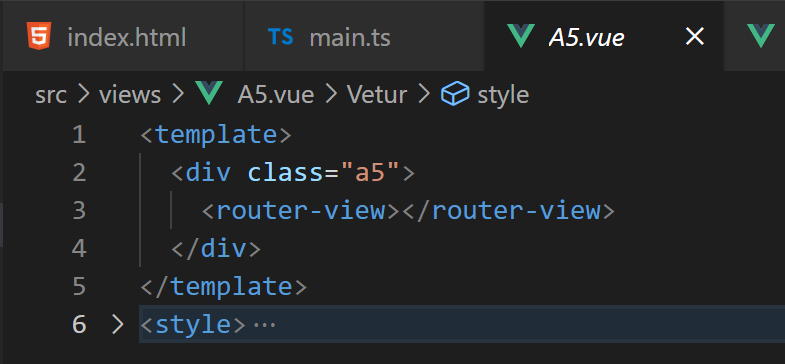 index.html TS main.ts A5.vue
src > views > A5.vue > Vetur > style
1 <template>
2 <div class="a5">
3 <router-view></router-view>
4 </div>
5 </template>
6 <style>...